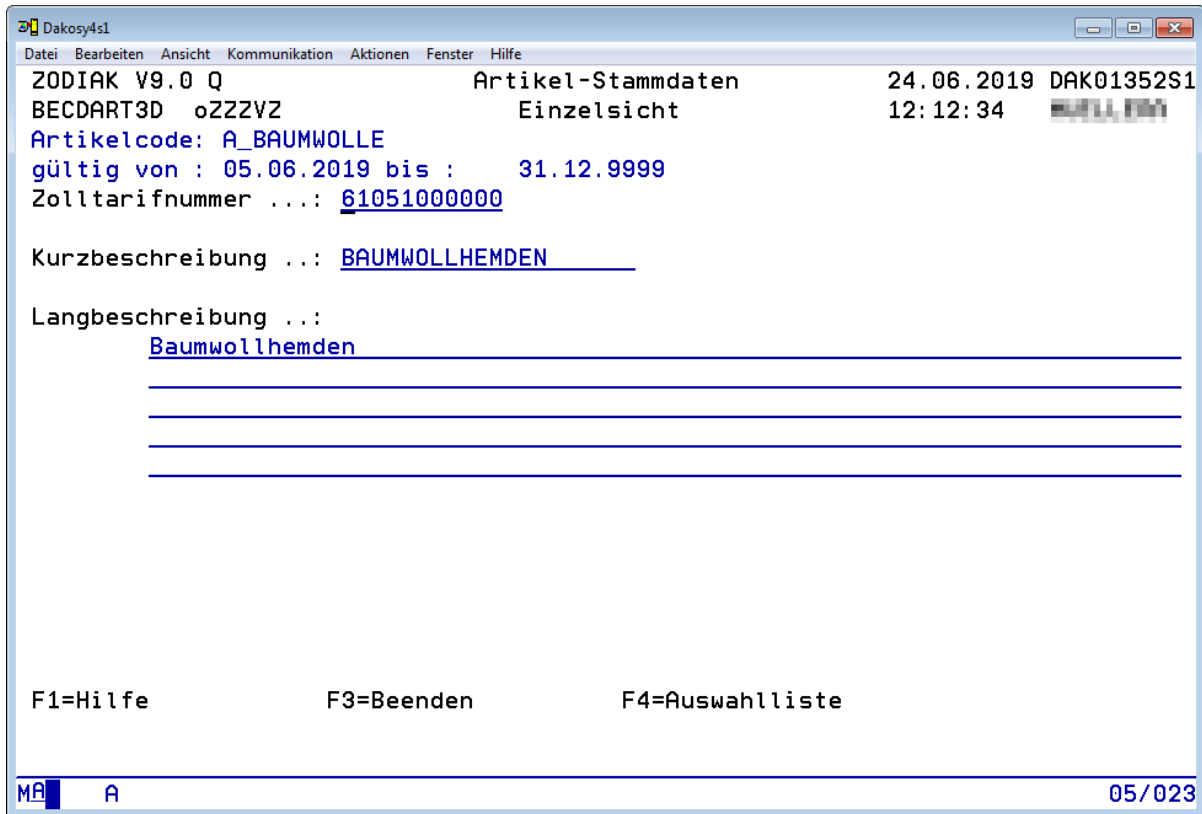 Dakosy4s1
Datei Bearbeiten Ansicht Kommunikation Aktionen Fenster Hilfe
ZODIAK V9.0 Q Artikel-Stammdaten 24.06.2019 DAK01352S1
BECDART3D oZZZVZ Einzelsicht 12:12:34
Artikelcode: A_BAUMWOLLE
gültig von : 05.06.2019 bis : 31.12.9999
Zolltarifnummer ...: 61051000000
Kurzbeschreibung ..: BAUMWOLLHEMDEN
Langbeschreibung ..:
Baumwollhemden
F1=Hilfe F3=Beenden F4=Auswahlliste
MA A 05/023